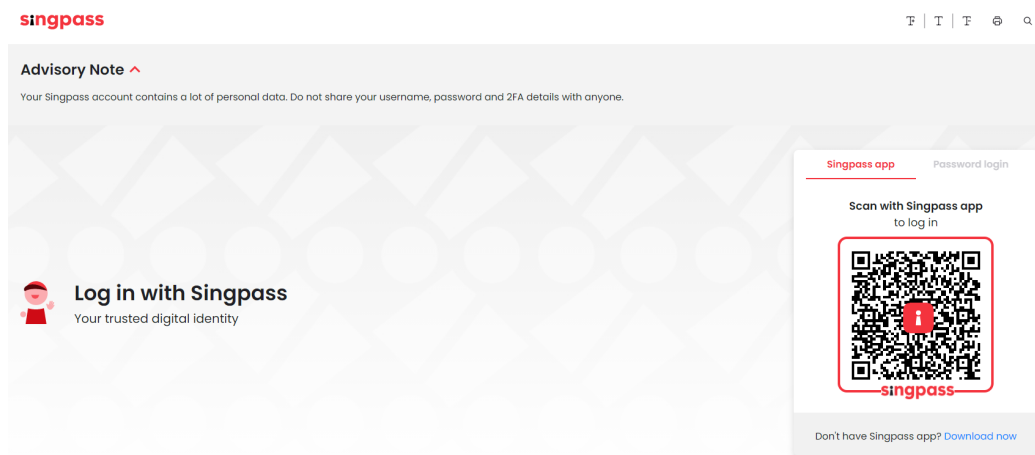 singpass
T T T
Advisory Note
Your Singpass account contains a lot of personal data. Do not share your username, password and 2FA details with anyone.
Singpass app Password login
Scan with Singpass app
to log in
Log in with Singpass
Your trusted digital identity
singpass
Don't have Singpass app? Download now